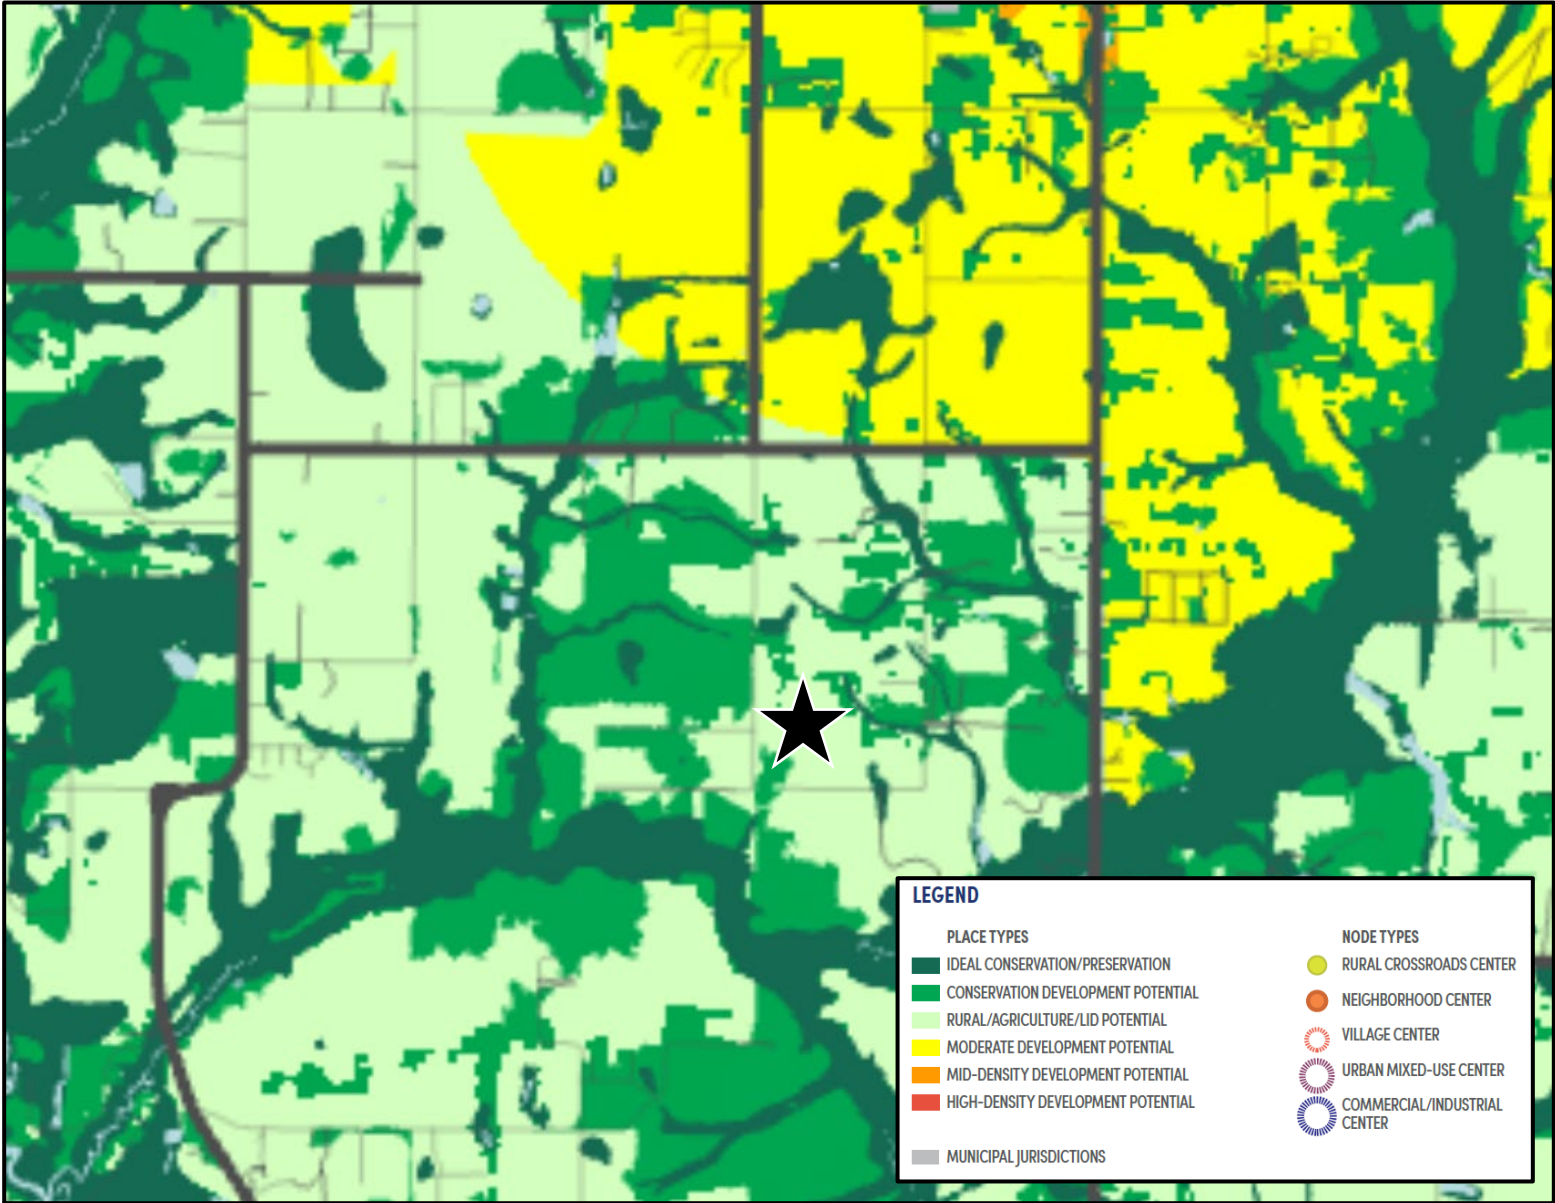 LEGEND
PLACE TYPES
IDEAL CONSERVATION/PRESERVATION
CONSERVATION DEVELOPMENT POTENTIAL
RURAL/AGRICULTURE/LID POTENTIAL
MODERATE DEVELOPMENT POTENTIAL
MID-DENSITY DEVELOPMENT POTENTIAL
HIGH-DENSITY DEVELOPMENT POTENTIAL
MUNICIPAL JURISDICTIONS
NODE TYPES
RURAL CROSSROADS CENTER
NEIGHBORHOOD CENTER
VILLAGE CENTER
URBAN MIXED-USE CENTER
COMMERCIAL/INDUSTRIAL
CENTER